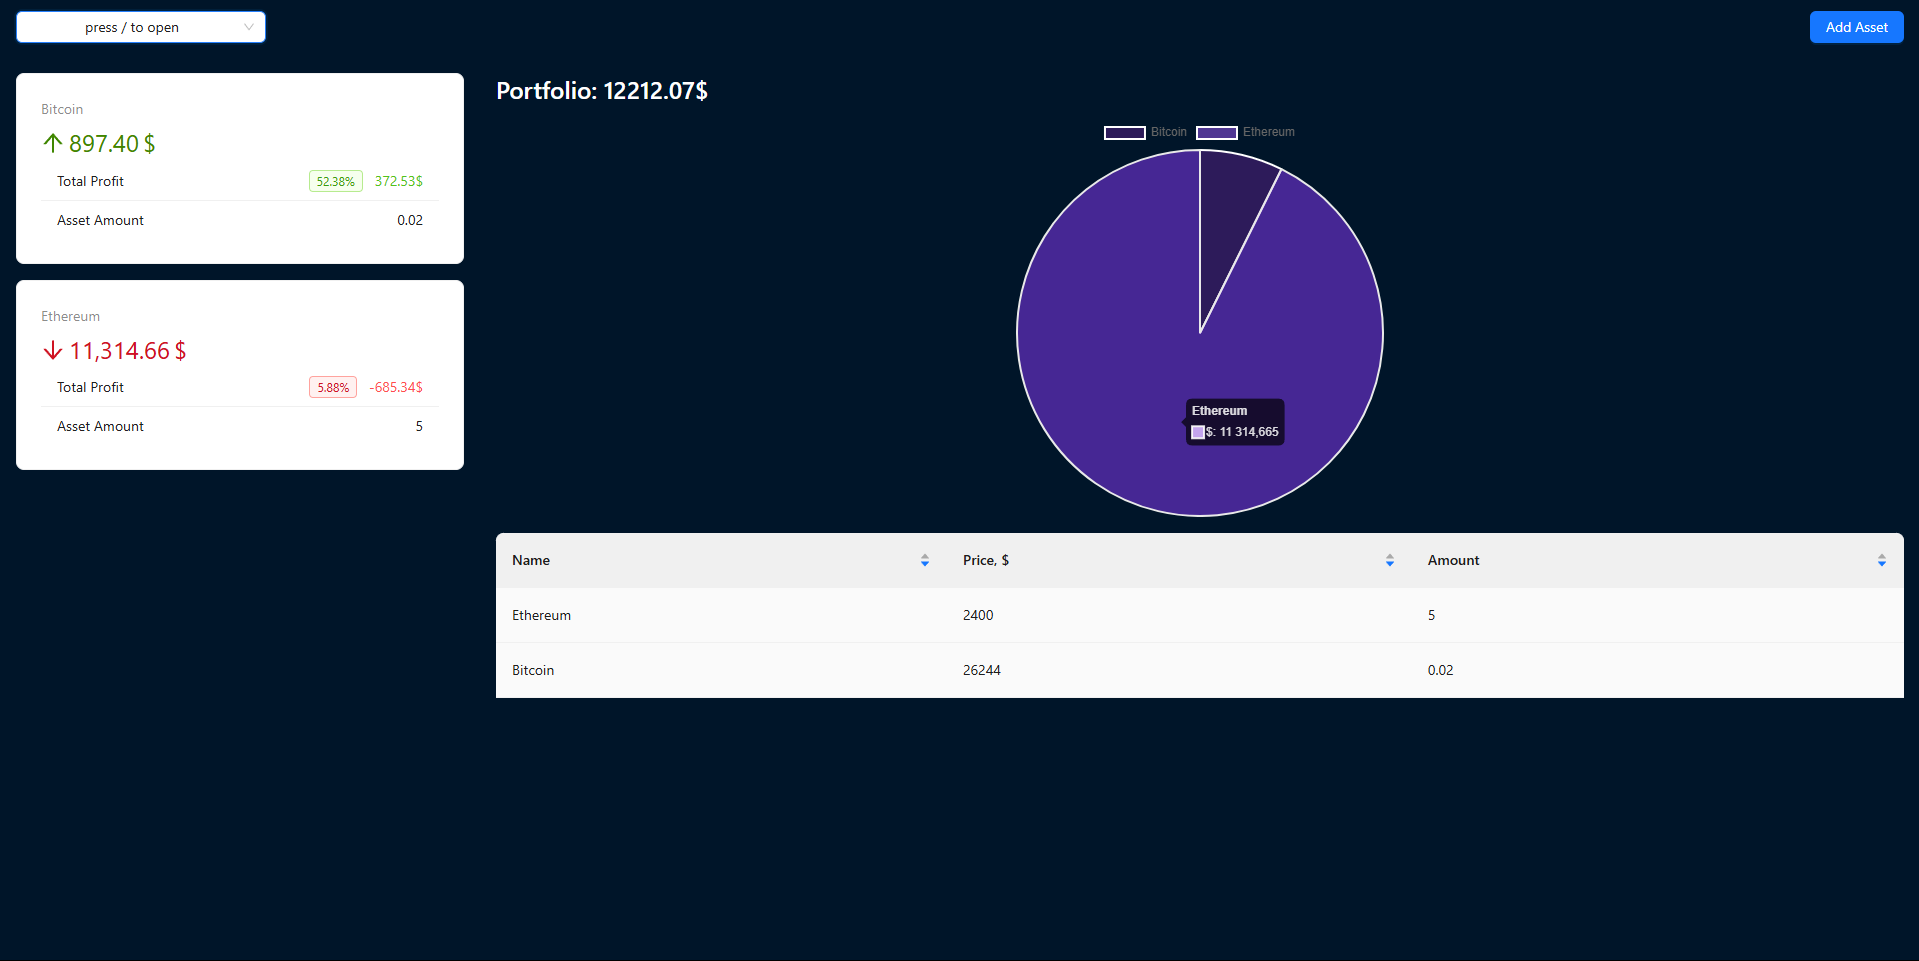 press / to open
Add Asset
Bitcoin
897.40 $
Total Profit 52.38% 372.53$
Asset Amount 0.02
Ethereum
11,314.66 $
Total Profit 5.88% -685.34$
Asset Amount 5
Portfolio: 12212.07$
Bitcoin Ethereum
Ethereum
$: 11 314,665
Name Price, $ Amount
Ethereum 2400 5
Bitcoin 26244 0.02